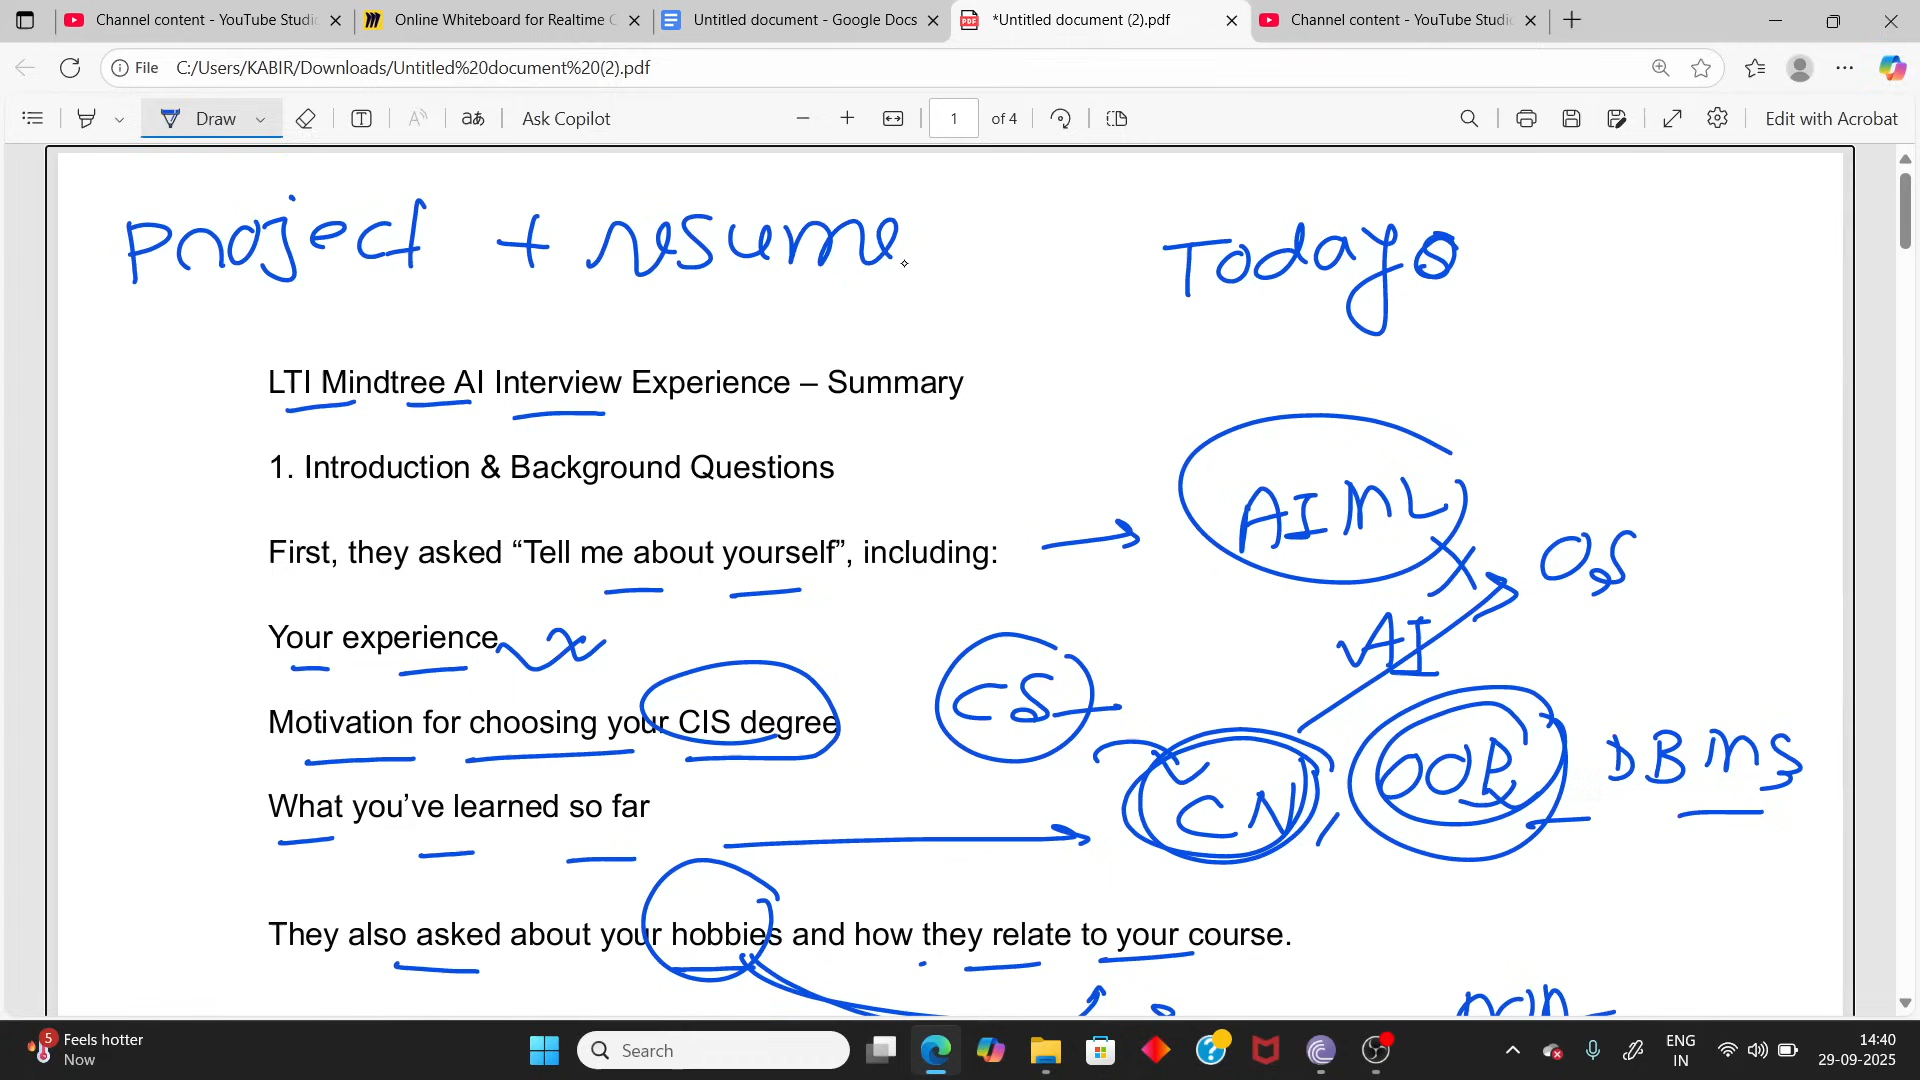 Channel content - YouTube Studi
Online Whiteboard for Realtime C
Untitled document - Google Docs
*Untitled document (2).pdf
Channel content - YouTube Studi
File C:/Users/KABIR/Downloads/Untitled%20document%20(2).pdf
Draw
Ask Copilot
1 of 4
Edit with Acrobat
Project + resume
Today
LTI Mindtree AI Interview Experience – Summary
1. Introduction & Background Questions
First, they asked “Tell me about yourself”, including:
AIML
OS
Your experience
AI
Motivation for choosing your CIS degree
CS
CN, OOP, DBMS
What you’ve learned so far
They also asked about your hobbies and how they relate to your course.
5
Feels hotter
Now
Search
ENG
IN
14:40
29-09-2025